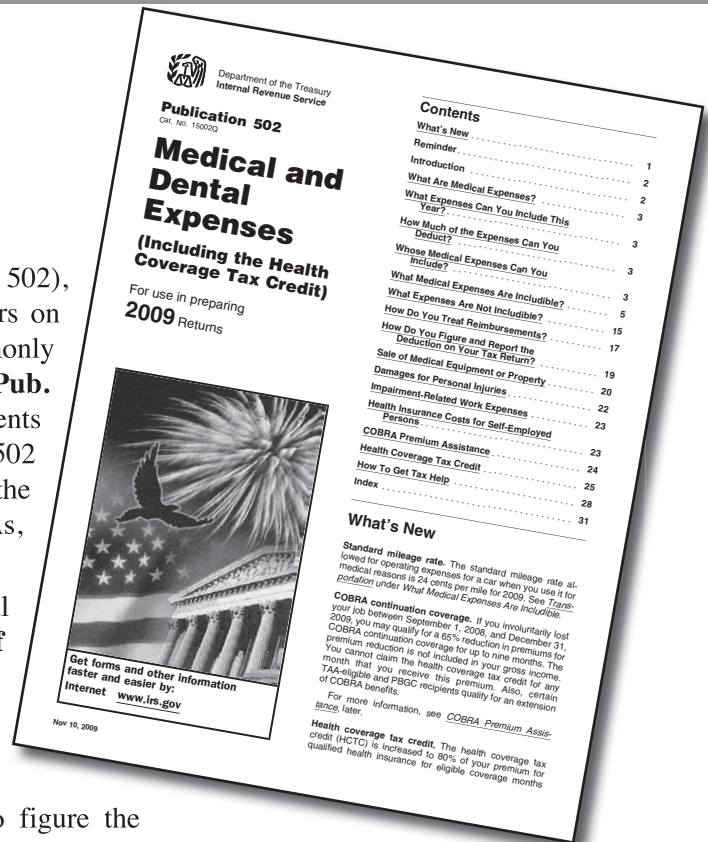 502),
rs on
only
Pub.
ents
502
the
As,
l
f
o figure the
Department of the Treasury
Internal Revenue Service
Publication 502
Cat. No. 15002Q
Medical and
Dental
Expenses
(Including the Health
Coverage Tax Credit)
For use in preparing
2009 Returns
Get forms and other information
faster and easier by:
Internet www.irs.gov
Nov 10, 2009
Contents
What's New . . . . . . . . . . 1
Reminder . . . . . . . . . . 2
Introduction . . . . . . . . . . 2
What Are Medical Expenses? . . . . . . . . . . 3
What Expenses Can You Include This
Year? . . . . . . . . . . 3
How Much of the Expenses Can You
Deduct? . . . . . . . . . . 3
Whose Medical Expenses Can You
Include? . . . . . . . . . . 3
What Medical Expenses Are Includible? . . . . . . . . . . 5
What Expenses Are Not Includible? . . . . . . . . . . 15
How Do You Treat Reimbursements? . . . . . . . . . . 17
How Do You Figure and Report the
Deduction on Your Tax Return? . . . . . . . . . . 19
Sale of Medical Equipment or Property . . . . . . . . . . 20
Damages for Personal Injuries . . . . . . . . . . 22
Impairment-Related Work Expenses . . . . . . . . . . 23
Health Insurance Costs for Self-Employed
Persons . . . . . . . . . . 23
COBRA Premium Assistance . . . . . . . . . . 24
Health Coverage Tax Credit . . . . . . . . . . 25
How To Get Tax Help . . . . . . . . . . 28
Index . . . . . . . . . . 31
What's New
Standard mileage rate. The standard mileage rate al-
lowed for operating expenses for a car when you use it for
medical reasons is 24 cents per mile for 2009. See Trans-
portation under What Medical Expenses Are Includible.
COBRA continuation coverage. If you involuntarily lost
your job between September 1, 2008, and December 31,
2009, you may qualify for a 65% reduction in premiums for
COBRA continuation coverage for up to nine months. The
premium reduction is not included in your gross income.
You cannot claim the health coverage tax credit for any
month that you receive this premium. Also, certain
TAA-eligible and PBGC recipients qualify for an extension
of COBRA benefits.
For more information, see COBRA Premium Assis-
tance, later.
Health coverage tax credit. The health coverage tax
credit (HCTC) is increased to 80% of your premium for
qualified health insurance for eligible coverage months